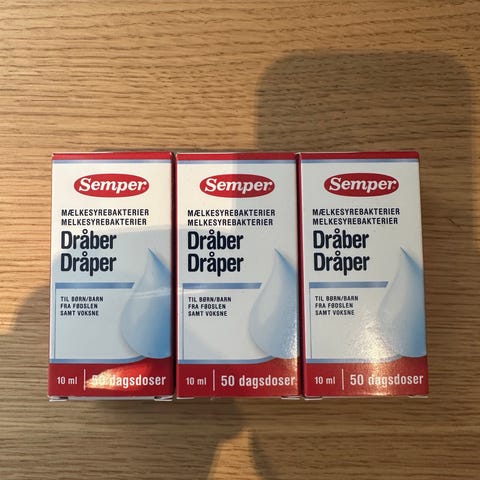 Semper
MÆLKESYREBAKTERIER
MELKESYREBAKTERIER
Dråber
Dråper
TIL BØRN/BARN
FRA FØDSLEN
SAMT VOKSNE
10 ml | 50 dagsdoser
Semper
MÆLKESYREBAKTERIER
MELKESYREBAKTERIER
Dråber
Dråper
TIL BØRN/BARN
FRA FØDSLEN
SAMT VOKSNE
10 ml | 50 dagsdoser
Semper
MÆLKESYREBAKTERIER
MELKESYREBAKTERIER
Dråber
Dråper
TIL BØRN/BARN
FRA FØDSLEN
SAMT VOKSNE
10 ml | 50 dagsdoser